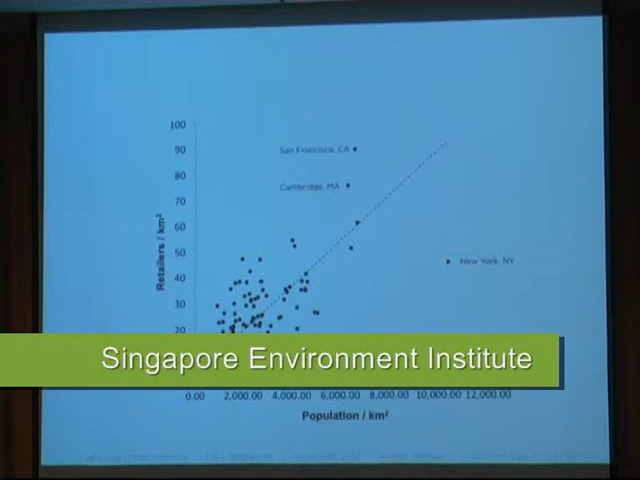 100
90
San Francisco, CA
80
Cambridge, MA
70
60
Retailers / km²
50
New York, NY
40
30
20
Singapore Environment Institute
0.00 2,000.00 4,000.00 6,000.00 8,000.00 10,000.00 12,000.00
Population / km²